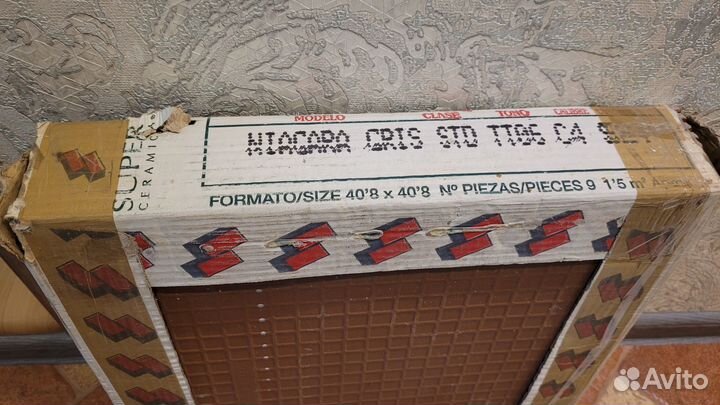 SUPER
CERAMIC
MODELO CLASE TONO CALIBRE
NIAGARA GRIS STD TT06 C4
FORMATO/SIZE 40'8 x 40'8 Nº PIEZAS/PIECES 9 1'5 m²
Avito